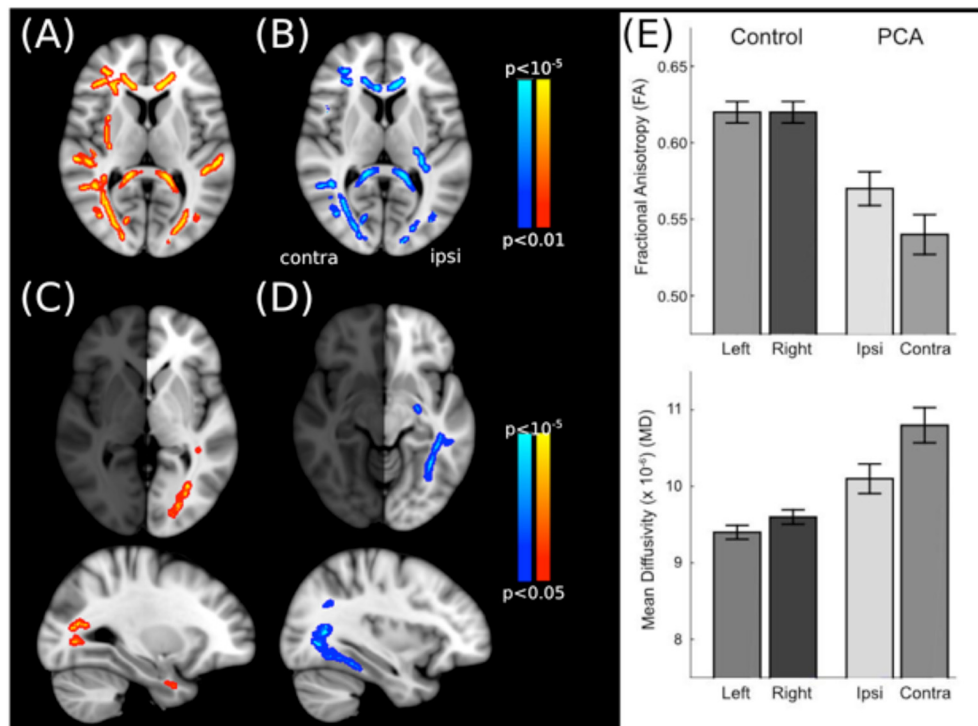 (A)
(B)
p<10⁻⁵
p<0.01
contra
ipsi
(C)
(D)
p<10⁻⁵
p<0.05
(E)
Control
PCA
Fractional Anisotropy (FA)
0.65
0.60
0.55
0.50
Left
Right
Ipsi
Contra
Mean Diffusivity (x 10⁻⁶) (MD)
11
10
9
8
Left
Right
Ipsi
Contra